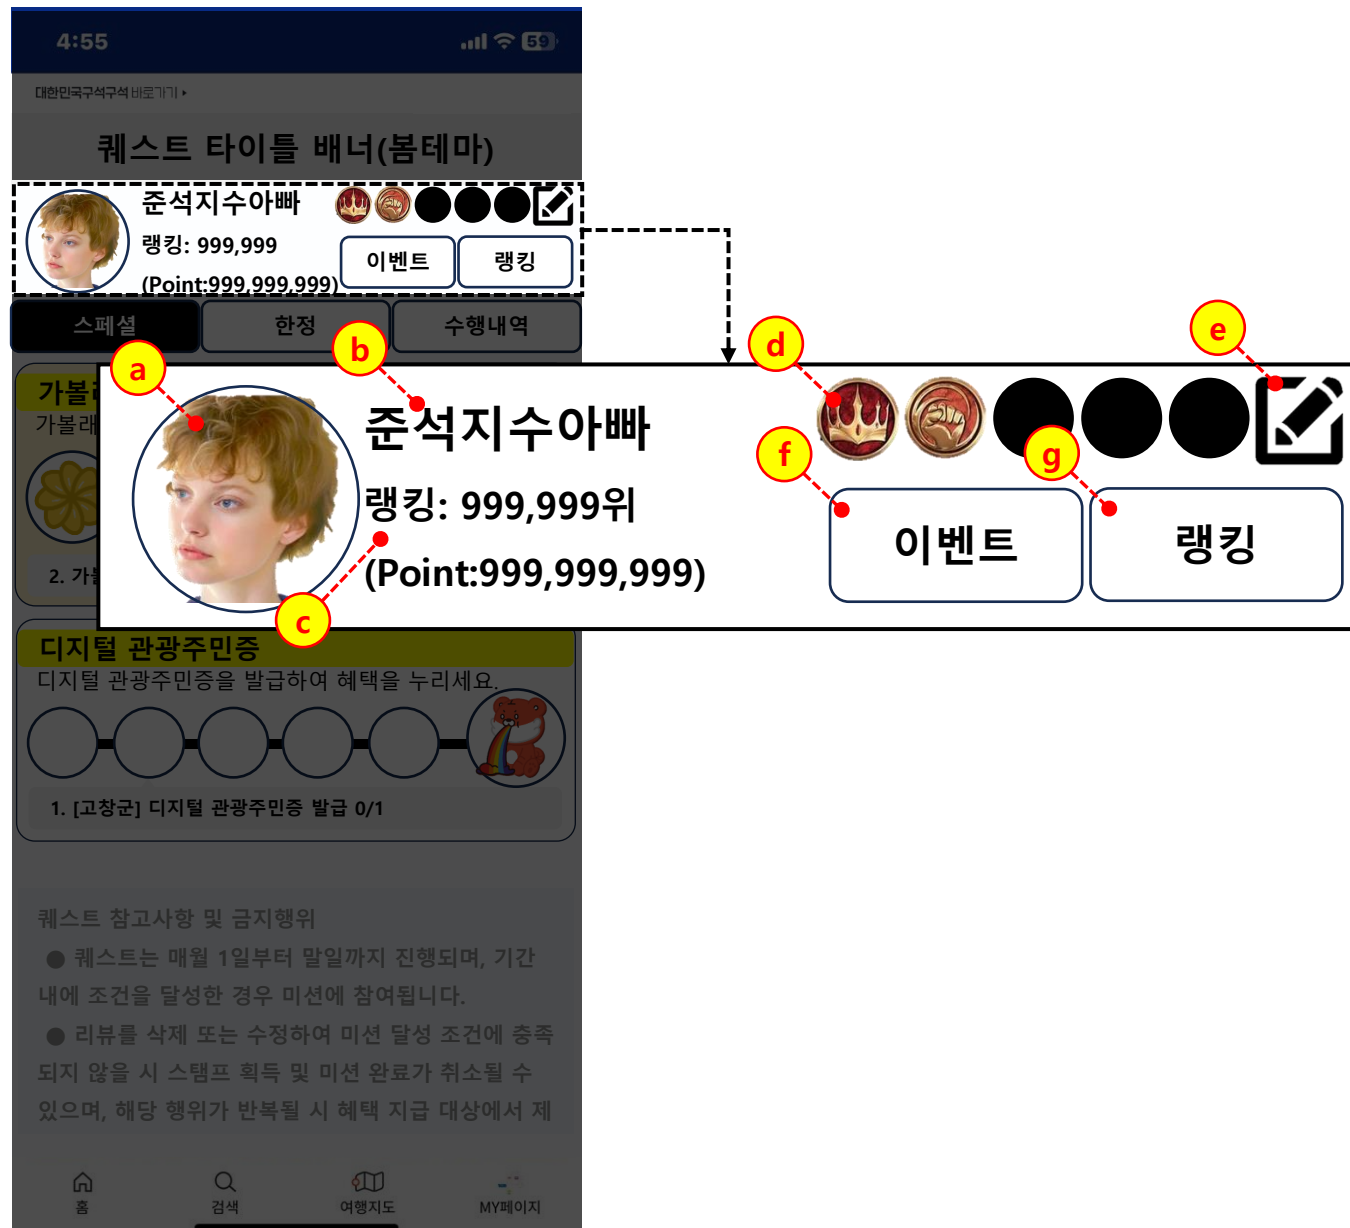 4:55
59
대한민국구석구석 바로가기
퀘스트 타이틀 배너(봄테마)
준석지수아빠
랭킹: 999,999
(Point:999,999,999)
이벤트
랭킹
스페셜
한정
수행내역
a
b
c
d
e
f
g
준석지수아빠
랭킹: 999,999위
(Point:999,999,999)
이벤트
랭킹
가볼래
2. 가볼
디지털 관광주민증
디지털 관광주민증을 발급하여 혜택을 누리세요.
1. [고창군] 디지털 관광주민증 발급 0/1
퀘스트 참고사항 및 금지행위
● 퀘스트는 매월 1일부터 말일까지 진행되며, 기간
내에 조건을 달성한 경우 미션에 참여됩니다.
● 리뷰를 삭제 또는 수정하여 미션 달성 조건에 충족
되지 않을 시 스탬프 획득 및 미션 완료가 취소될 수
있으며, 해당 행위가 반복될 시 혜택 지급 대상에서 제
홈
검색
여행지도
MY페이지